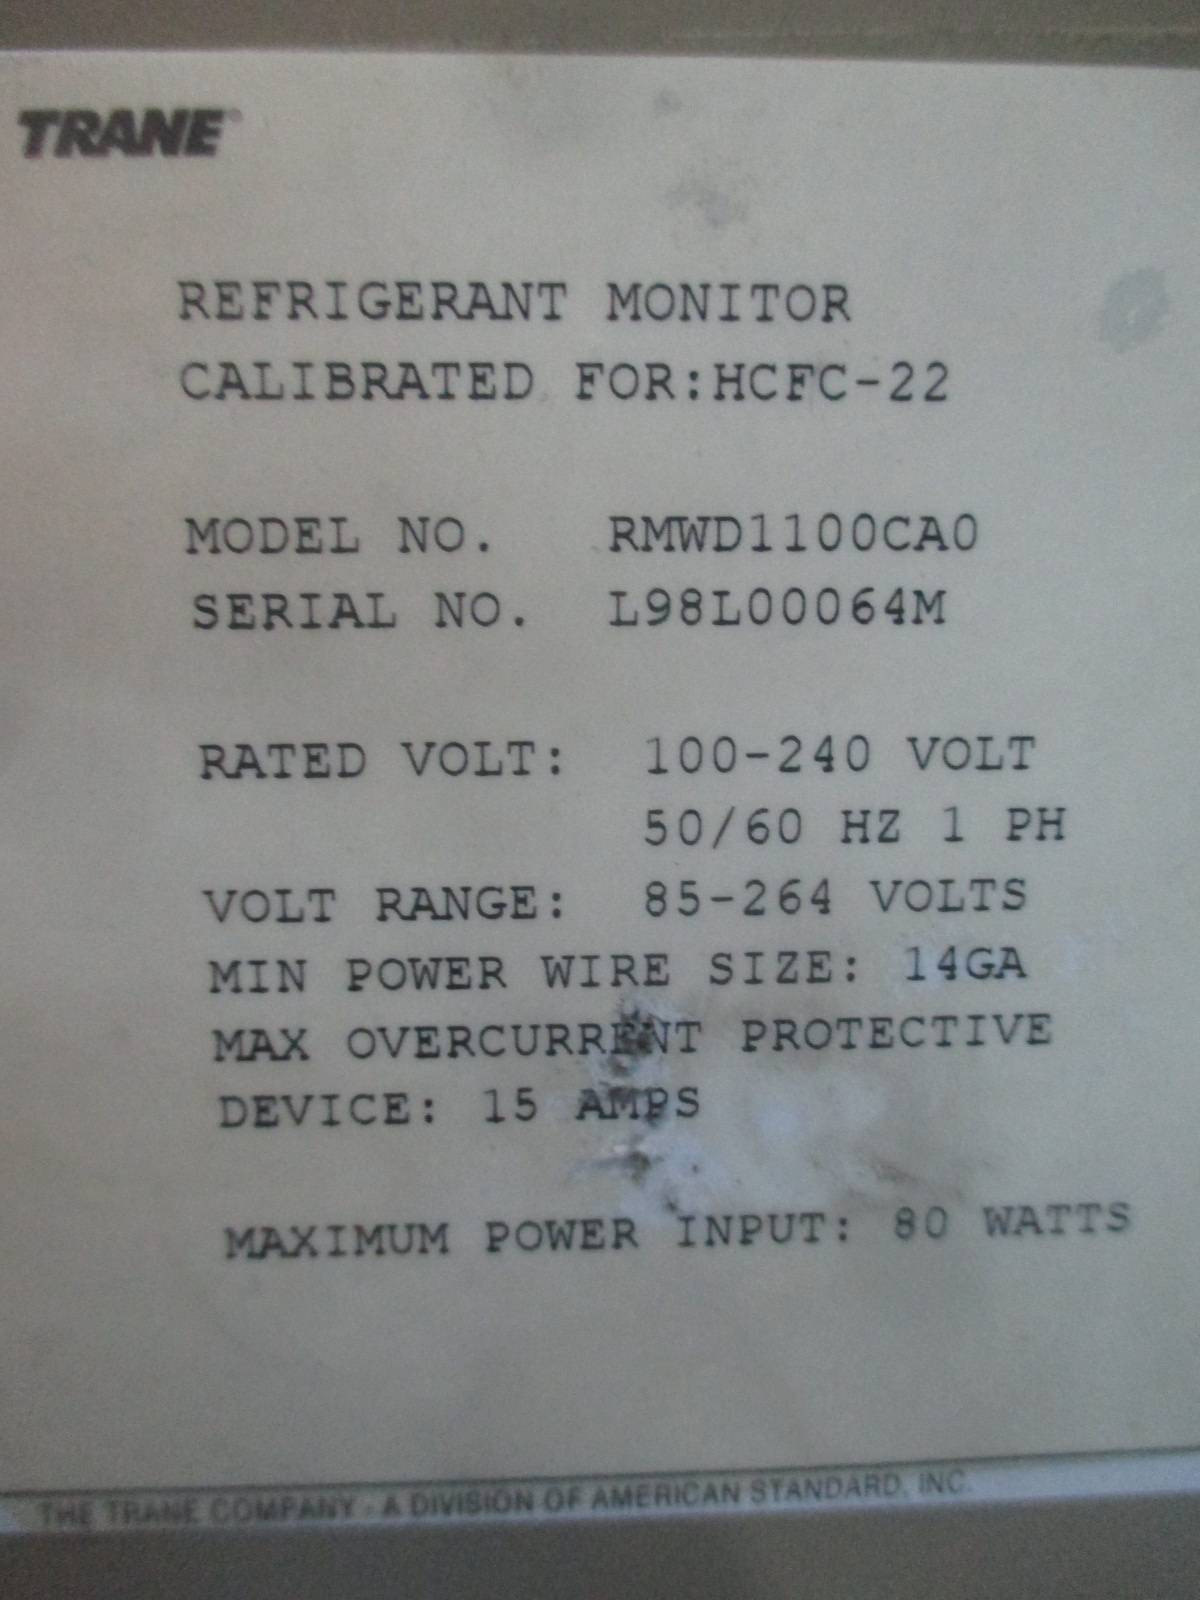 TRANE®
REFRIGERANT MONITOR
CALIBRATED FOR:HCFC-22
MODEL NO. RMWD1100CA0
SERIAL NO. L98L00064M
RATED VOLT: 100-240 VOLT
50/60 HZ 1 PH
VOLT RANGE: 85-264 VOLTS
MIN POWER WIRE SIZE: 14GA
MAX OVERCURRENT PROTECTIVE
DEVICE: 15 AMPS
MAXIMUM POWER INPUT: 80 WATTS
THE TRANE COMPANY - A DIVISION OF AMERICAN STANDARD, INC.